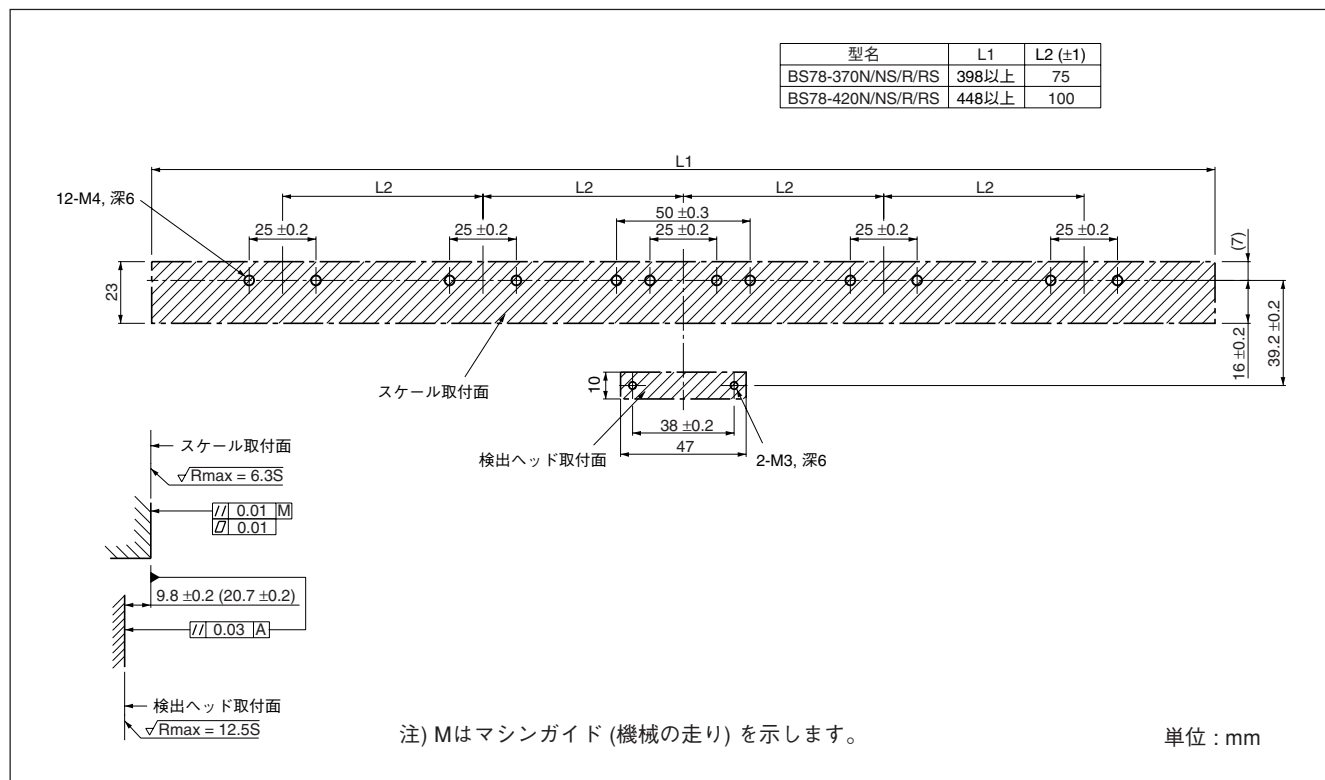 型名 L1 L2 (±1)
BS78-370N/NS/R/RS 398以上 75
BS78-420N/NS/R/RS 448以上 100
L1
12-M4, 深6
L2 L2 L2 L2
50 ±0.3
25 ±0.2 25 ±0.2 25 ±0.2 25 ±0.2 25 ±0.2
(7)
23
16 ±0.2
39.2 ±0.2
スケール取付面
10
38 ±0.2
47
検出ヘッド取付面
2-M3, 深6
スケール取付面
Rmax = 6.3S
0.01 M
0.01
9.8 ±0.2 (20.7 ±0.2)
0.03 A
検出ヘッド取付面
Rmax = 12.5S
注) Mはマシンガイド (機械の走り) を示します。
単位 : mm